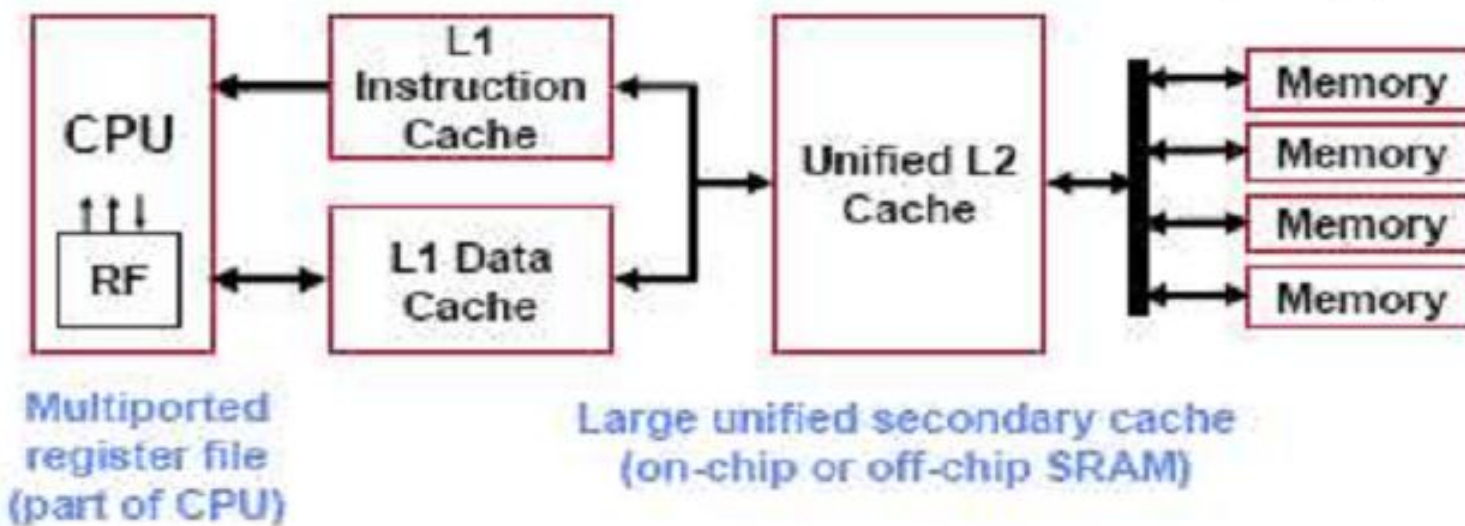 CPU
RF
L1
Instruction
Cache
L1 Data
Cache
Unified L2
Cache
Memory
Memory
Memory
Memory
Multiported
register file
(part of CPU)
Large unified secondary cache
(on-chip or off-chip SRAM)